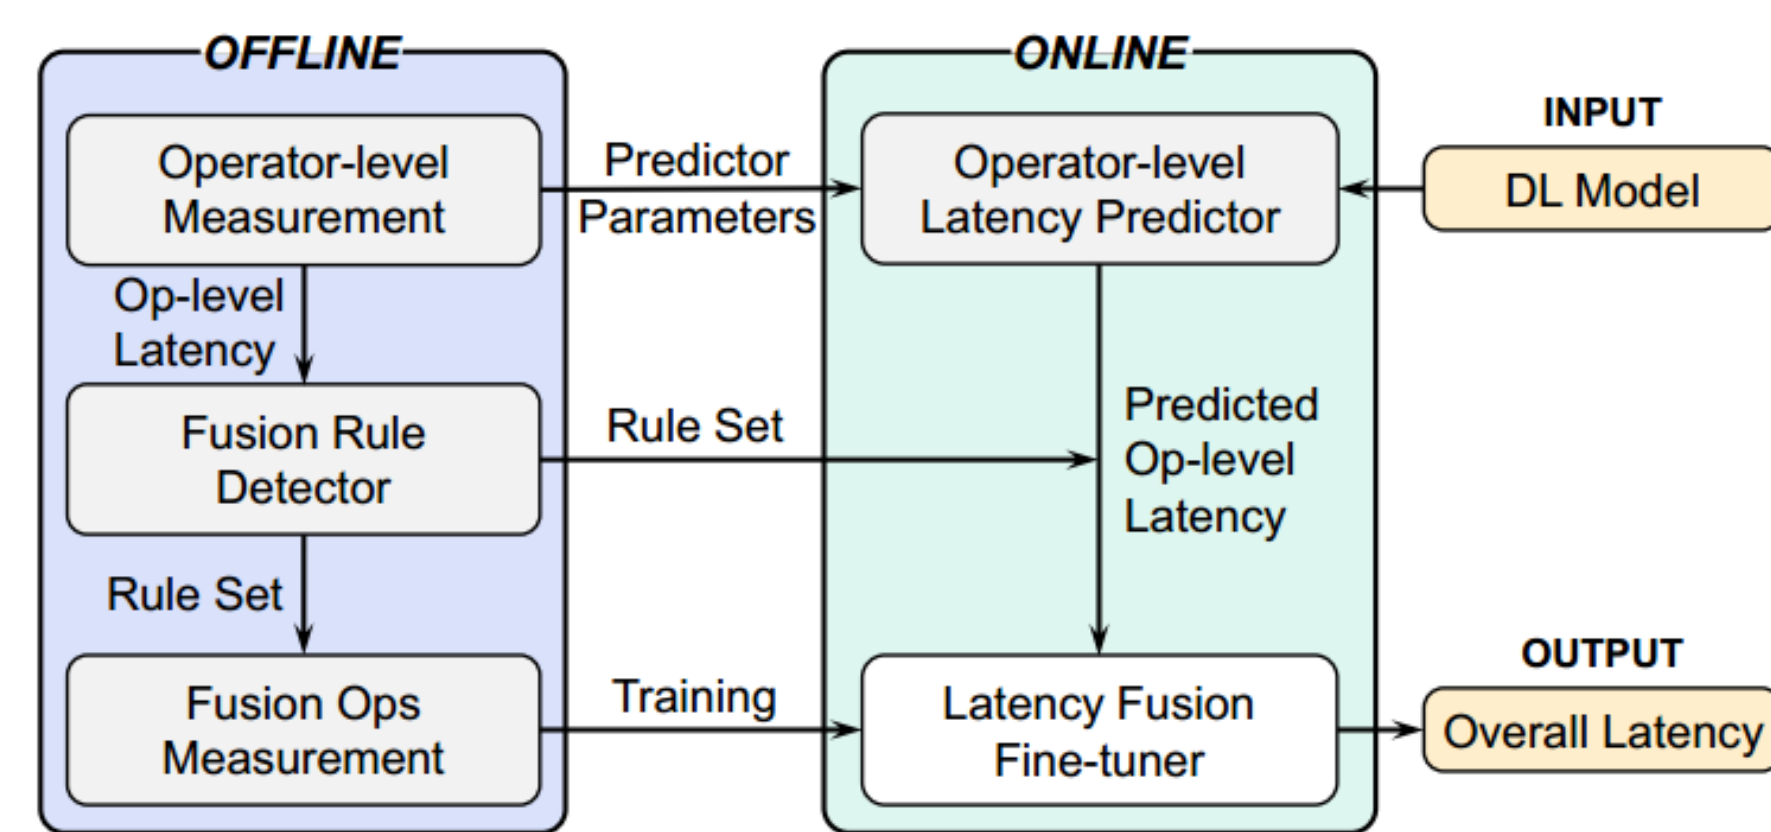 OFFLINE
ONLINE
Operator-level
Measurement
Predictor
Parameters
Operator-level
Latency Predictor
INPUT
DL Model
Op-level
Latency
Fusion Rule
Detector
Rule Set
Predicted
Op-level
Latency
Rule Set
Fusion Ops
Measurement
Training
Latency Fusion
Fine-tuner
OUTPUT
Overall Latency